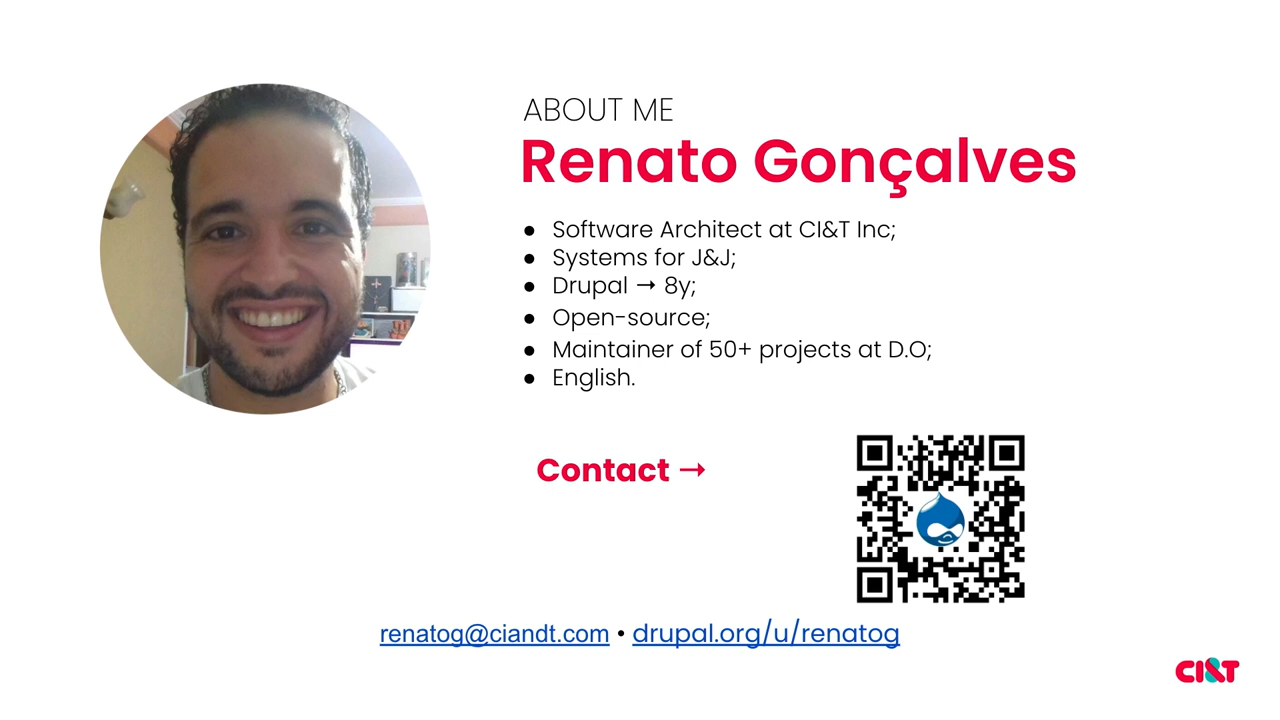 ABOUT ME
Renato Gonçalves
● Software Architect at CI&T Inc;
● Systems for J&J;
● Drupal → 8y;
● Open-source;
● Maintainer of 50+ projects at D.O;
● English.
Contact →
renatog@ciandt.com • drupal.org/u/renatog
CI&T